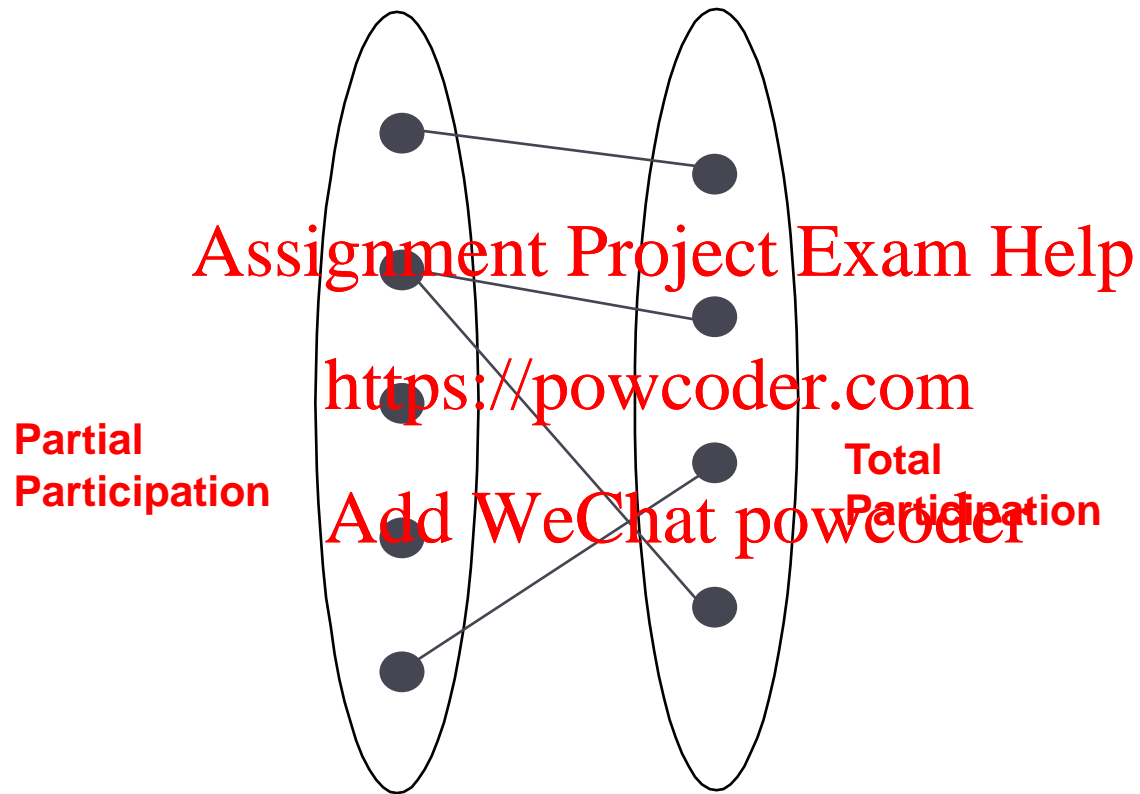 Assignment Project Exam Help
https://powcoder.com
Partial
Participation
Total
Participation
Add WeChat powcoder